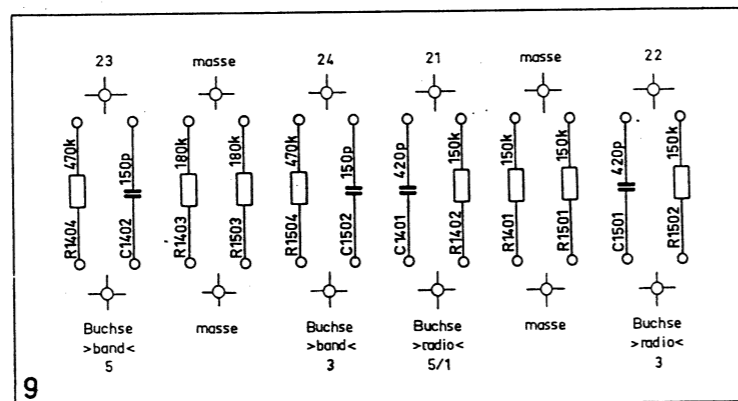 23 masse 24 21 masse 22
470k 150p 180k 180k 470k 150p 420p 150k 150k 150k 420p 150k
R1404 C1402 R1403 R1503 R1504 C1502 C1401 R1402 R1401 R1501 C1501 R1502
Buchse masse Buchse Buchse masse Buchse
>band< >band< >radio< >radio<
5 3 5/1 3
9